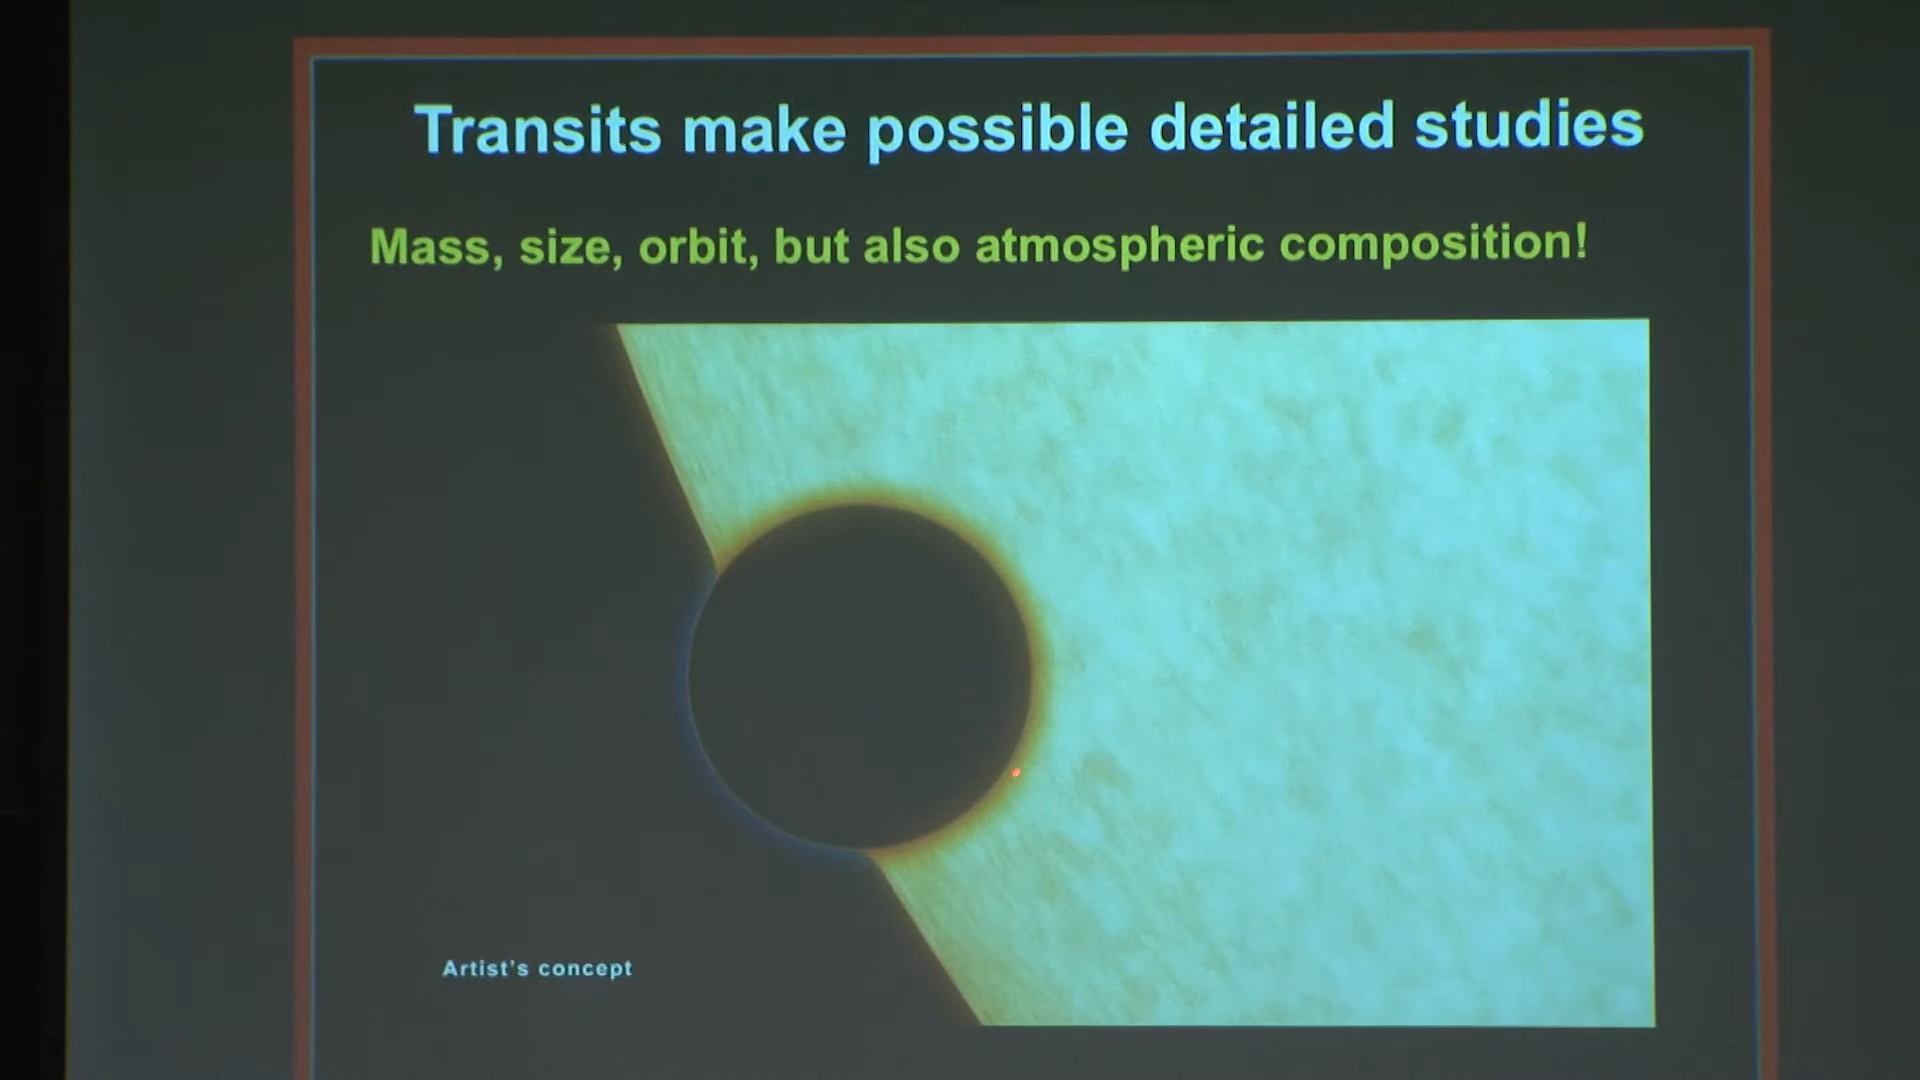 Transits make possible detailed studies
Mass, size, orbit, but also atmospheric composition!
Artist's concept